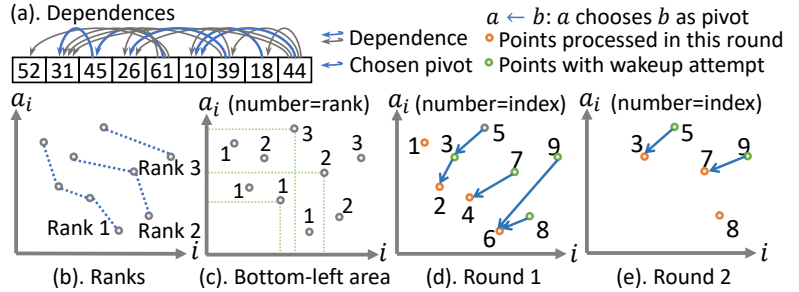 (a). Dependences
a ← b: a chooses b as pivot
Dependence
Points processed in this round
Chosen pivot
Points with wakeup attempt
52 31 45 26 61 10 39 18 44
a_i
Rank 3
Rank 1
Rank 2
i
(b). Ranks
a_i (number=rank)
3
1
2
3
2
1
1
1
2
i
(c). Bottom-left area
a_i (number=index)
1
3
5
7
9
2
4
6
8
i
(d). Round 1
a_i (number=index)
5
3
7
9
8
i
(e). Round 2